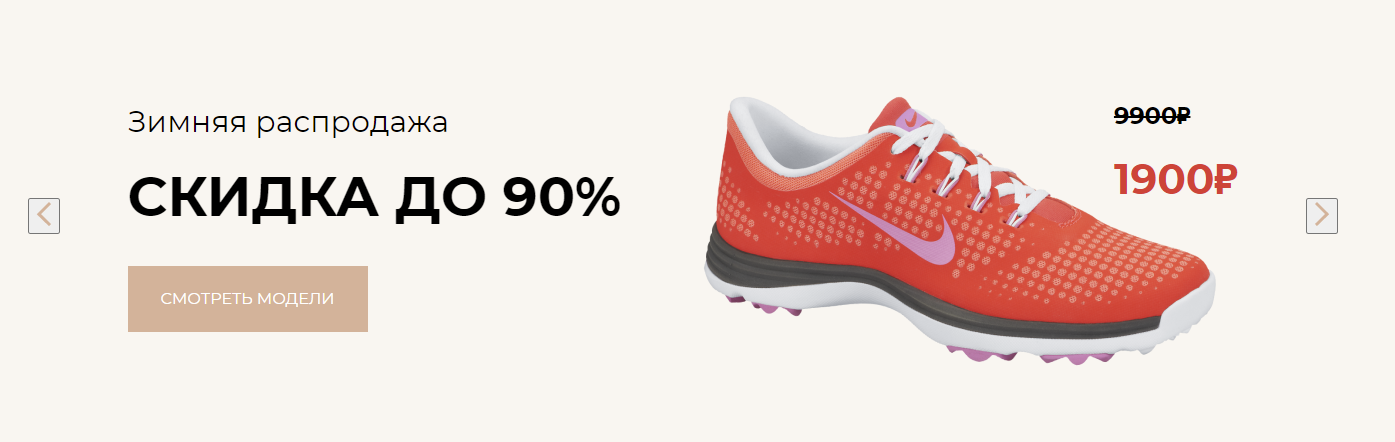 Зимняя распродажа
СКИДКА ДО 90%
СМОТРЕТЬ МОДЕЛИ
9900₽
1900₽